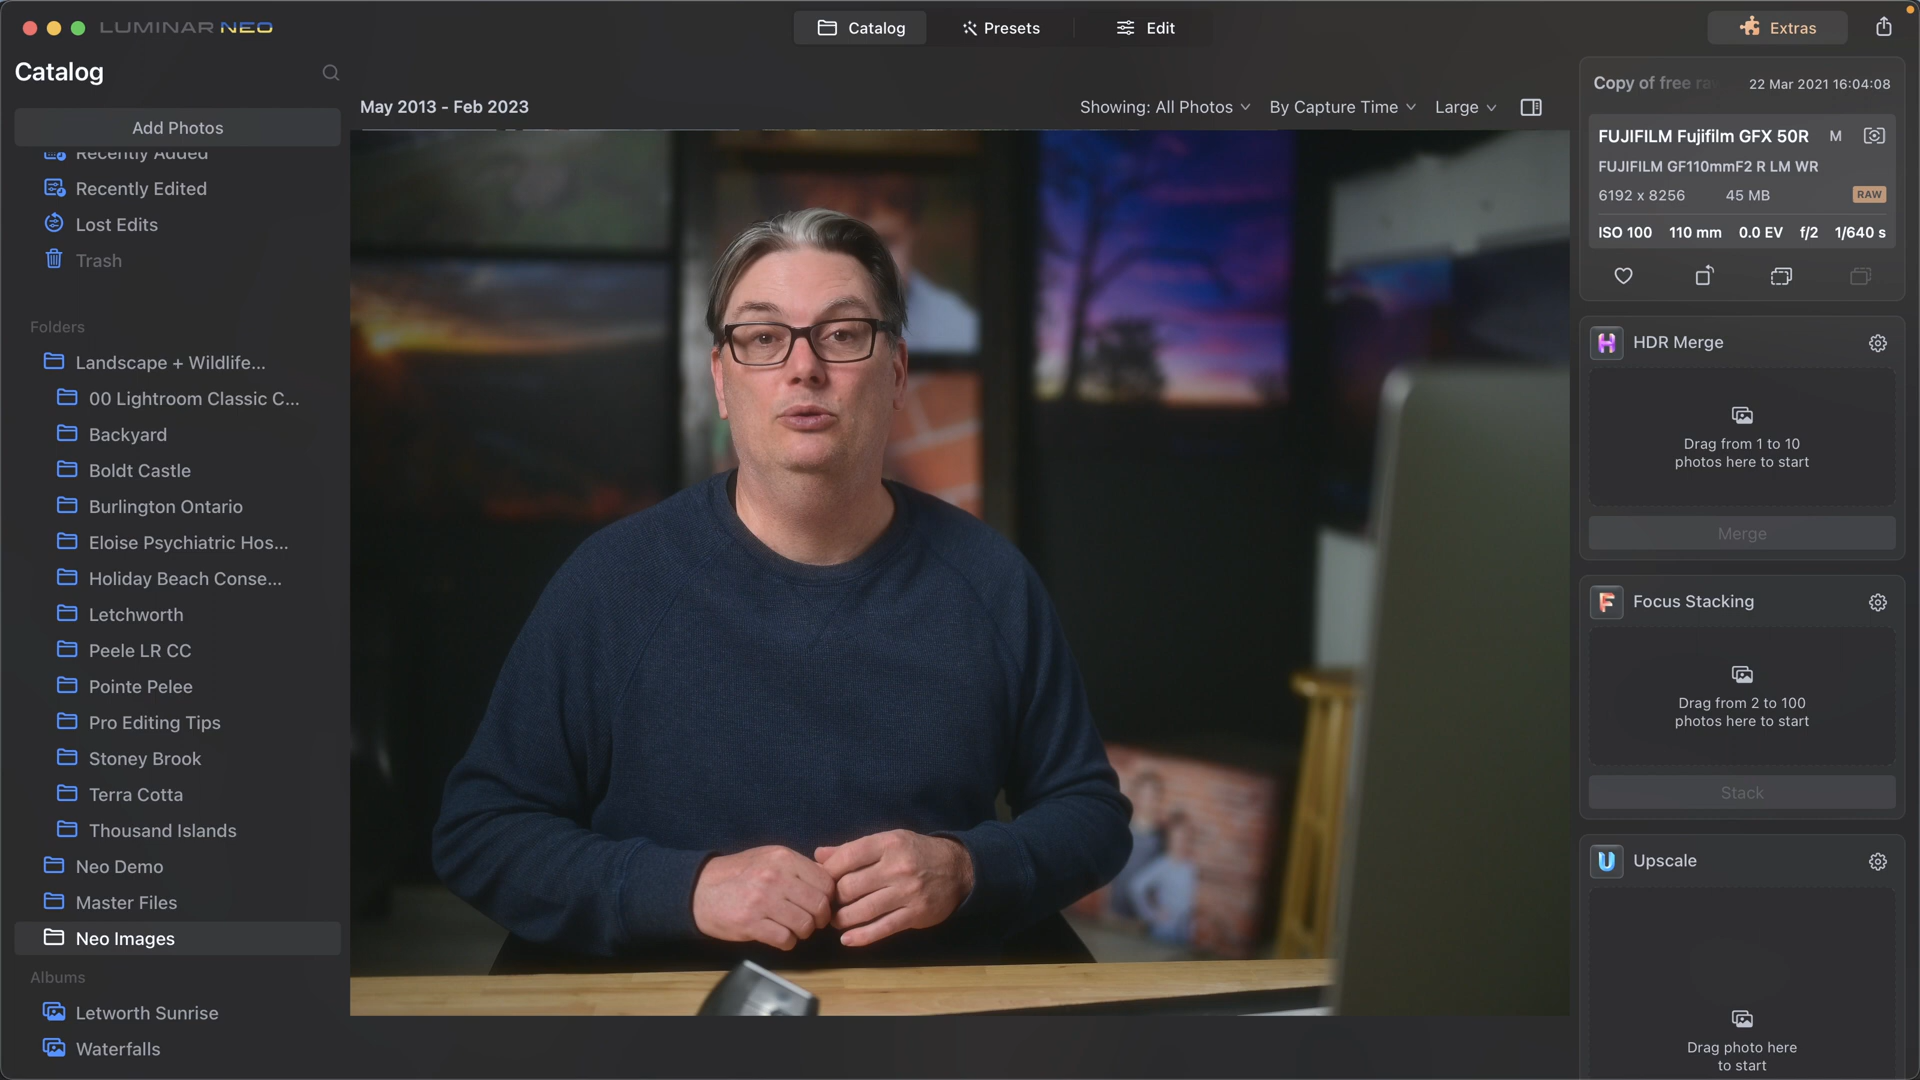 LUMINAR NEO
Catalog
Presets
Edit
Extras
Catalog
Add Photos
Recently Added
Recently Edited
Lost Edits
Trash
Folders
Landscape + Wildlife...
00 Lightroom Classic C...
Backyard
Boldt Castle
Burlington Ontario
Eloise Psychiatric Hos...
Holiday Beach Conse...
Letchworth
Peele LR CC
Pointe Pelee
Pro Editing Tips
Stoney Brook
Terra Cotta
Thousand Islands
Neo Demo
Master Files
Neo Images
Albums
Letworth Sunrise
Waterfalls
May 2013 - Feb 2023
Showing: All Photos
By Capture Time
Large
Copy of free ra
22 Mar 2021 16:04:08
FUJIFILM Fujifilm GFX 50R M
FUJIFILM GF110mmF2 R LM WR
6192 x 8256 45 MB RAW
ISO 100 110 mm 0.0 EV f/2 1/640 s
H HDR Merge
Drag from 1 to 10
photos here to start
Merge
F Focus Stacking
Drag from 2 to 100
photos here to start
Stack
U Upscale
Drag photo here
to start